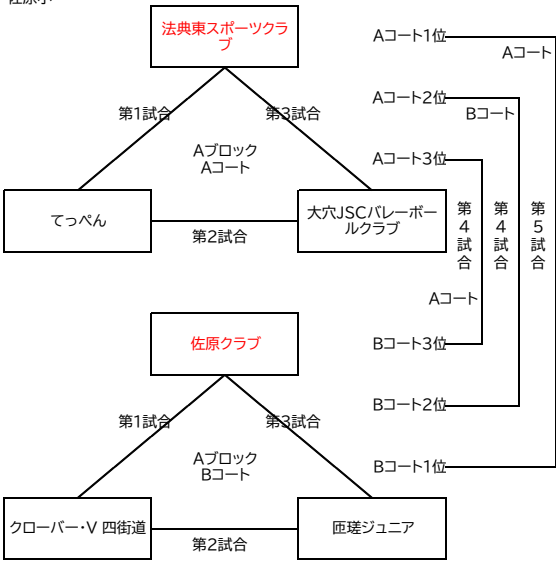 法典東スポーツクラ
ブ
Aコート1位
Aコート
第1試合
第3試合
Aコート2位
Bコート
Aブロック
Aコート
Aコート3位
てっぺん
大穴JSCバレーボー
ルクラブ
第2試合
第4試合
第4試合
第5試合
Aコート
佐原クラブ
Bコート3位
第1試合
第3試合
Bコート2位
Aブロック
Bコート
Bコート1位
クローバー・V 四街道
匝瑳ジュニア
第2試合